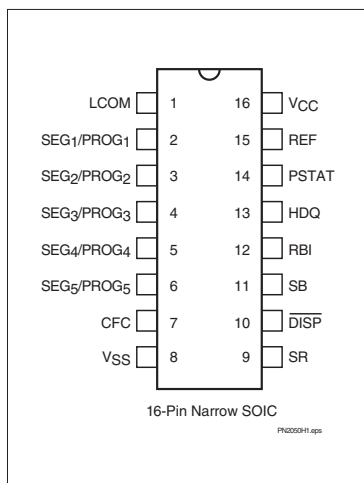 LCOM 1 16 VCC
SEG1/PROG1 2 15 REF
SEG2/PROG2 3 14 PSTAT
SEG3/PROG3 4 13 HDQ
SEG4/PROG4 5 12 RBI
SEG5/PROG5 6 11 SB
CFC 7 10 DISP
VSS 8 9 SR
16-Pin Narrow SOIC
PN2050H1.eps